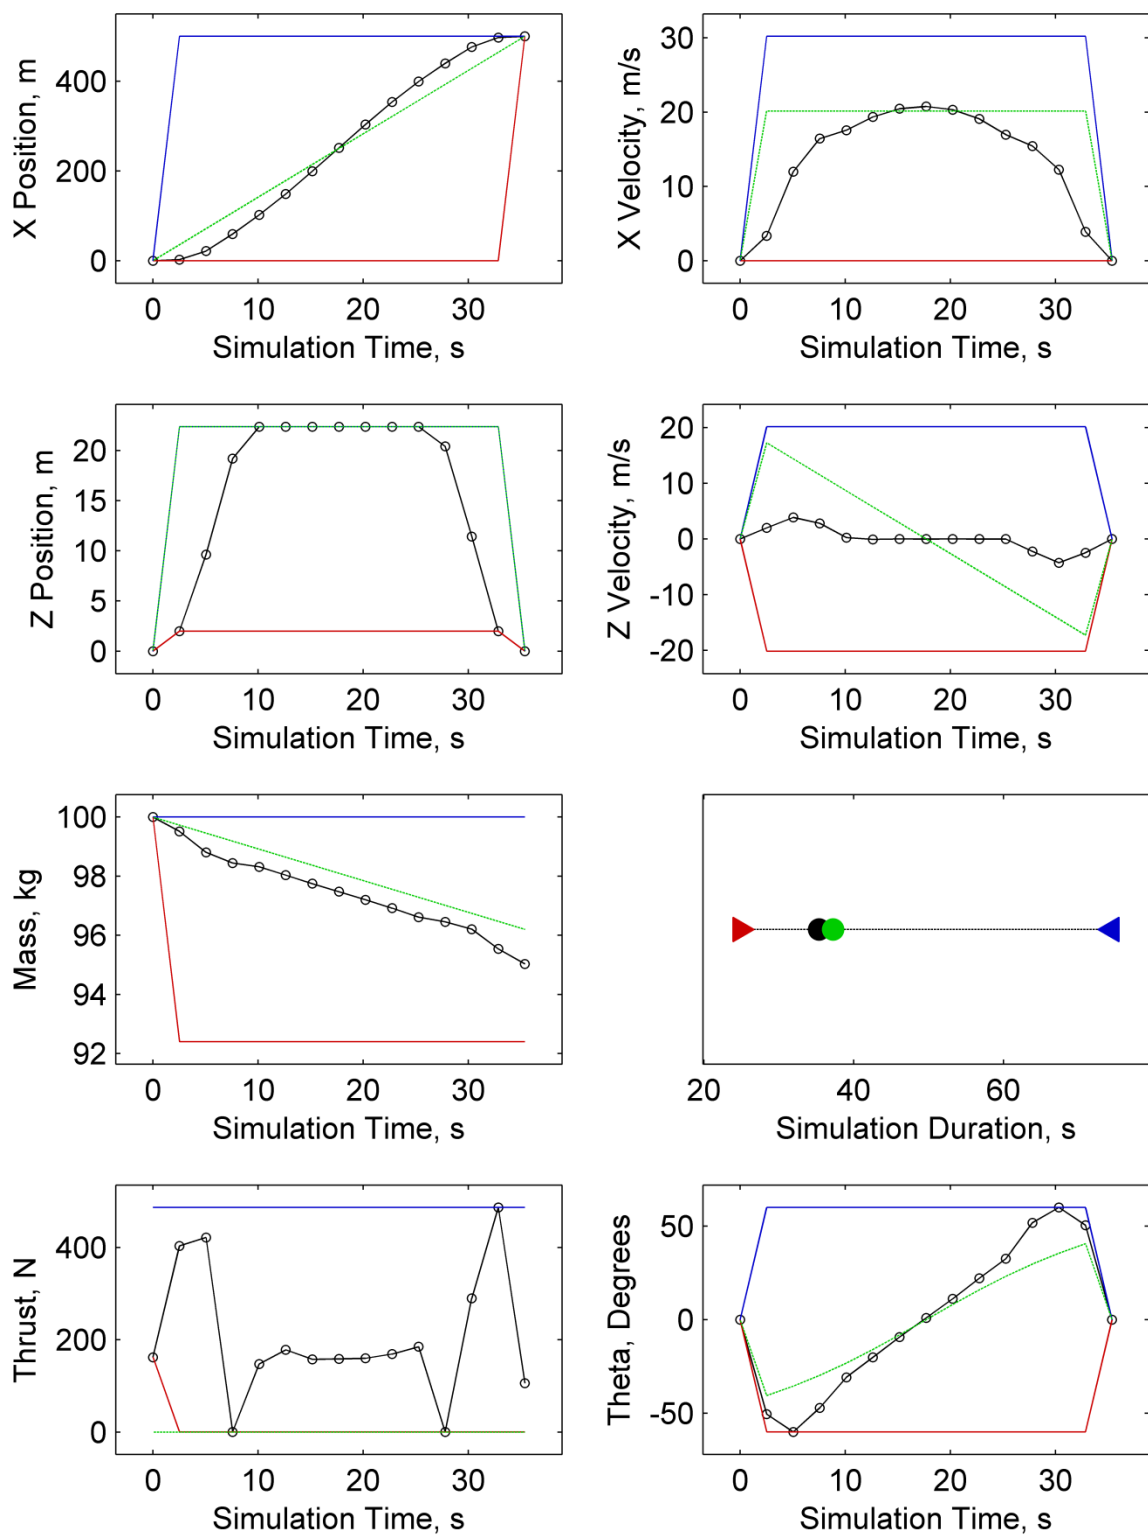 X Position, m
400
200
0
0 10 20 30
Simulation Time, s
X Velocity, m/s
30
20
10
0
0 10 20 30
Simulation Time, s
Z Position, m
20
15
10
5
0
0 10 20 30
Simulation Time, s
Z Velocity, m/s
20
10
0
-10
-20
0 10 20 30
Simulation Time, s
Mass, kg
100
98
96
94
92
0 10 20 30
Simulation Time, s
20 40 60
Simulation Duration, s
Thrust, N
400
200
0
0 10 20 30
Simulation Time, s
Theta, Degrees
50
0
-50
0 10 20 30
Simulation Time, s